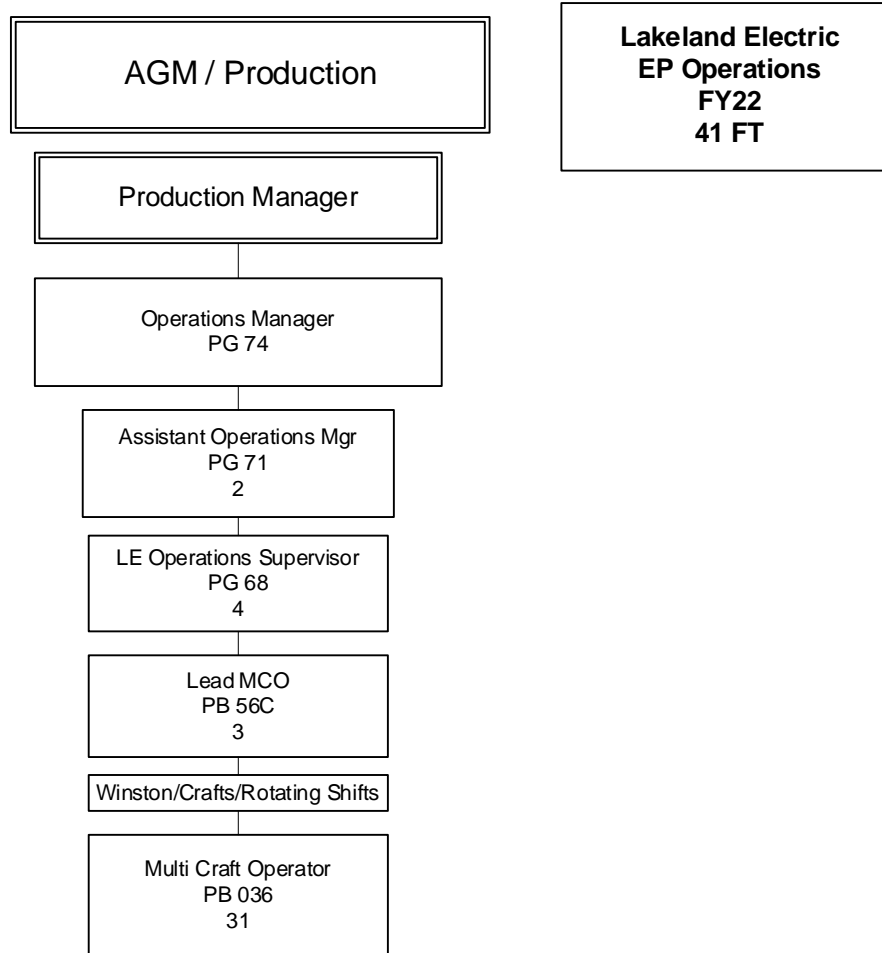 AGM / Production
Lakeland Electric
EP Operations
FY22
41 FT
Production Manager
Operations Manager
PG 74
Assistant Operations Mgr
PG 71
2
LE Operations Supervisor
PG 68
4
Lead MCO
PB 56C
3
Winston/Crafts/Rotating Shifts
Multi Craft Operator
PB 036
31